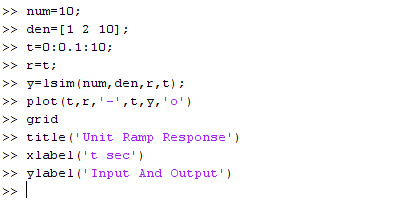 >> num=10;
>> den=[1 2 10];
>> t=0:0.1:10;
>> r=t;
>> y=lsim(num,den,r,t);
>> plot(t,r,'-',t,y,'o')
>> grid
>> title('Unit Ramp Response')
>> xlabel('t sec')
>> ylabel('Input And Output')
>>